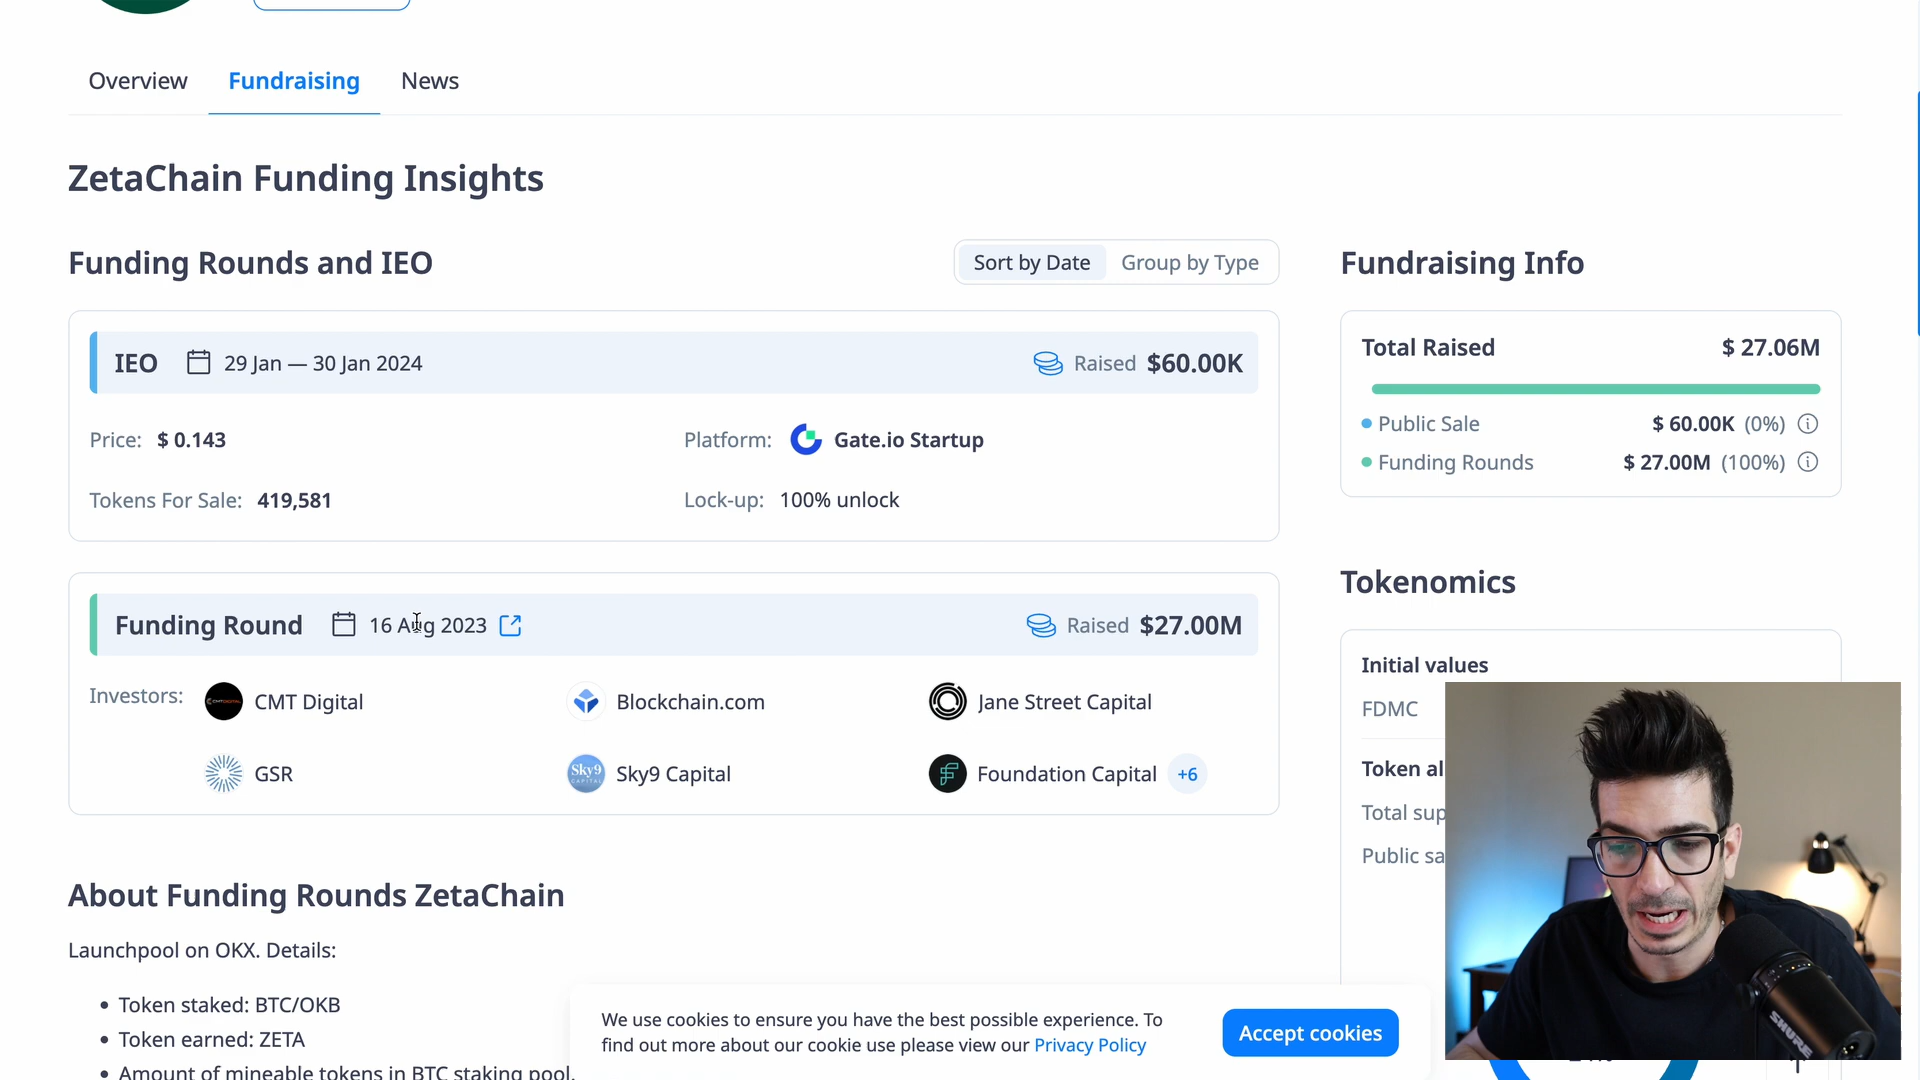 Overview Fundraising News
ZetaChain Funding Insights
Funding Rounds and IEO
Sort by Date Group by Type
IEO 29 Jan — 30 Jan 2024 Raised $60.00K
Price: $ 0.143 Platform: Gate.io Startup
Tokens For Sale: 419,581 Lock-up: 100% unlock
Funding Round 16 Aug 2023 Raised $27.00M
Investors: CMT Digital Blockchain.com Jane Street Capital
GSR Sky9 Capital Foundation Capital +6
About Funding Rounds ZetaChain
Launchpool on OKX. Details:
• Token staked: BTC/OKB
• Token earned: ZETA
• Amount of mineable tokens in BTC staking pool.
Fundraising Info
Total Raised $ 27.06M
Public Sale $ 60.00K (0%)
Funding Rounds $ 27.00M (100%)
Tokenomics
Initial values
FDMC
Token al
Total sup
Public sa
We use cookies to ensure you have the best possible experience. To
find out more about our cookie use please view our Privacy Policy
Accept cookies
SHURE